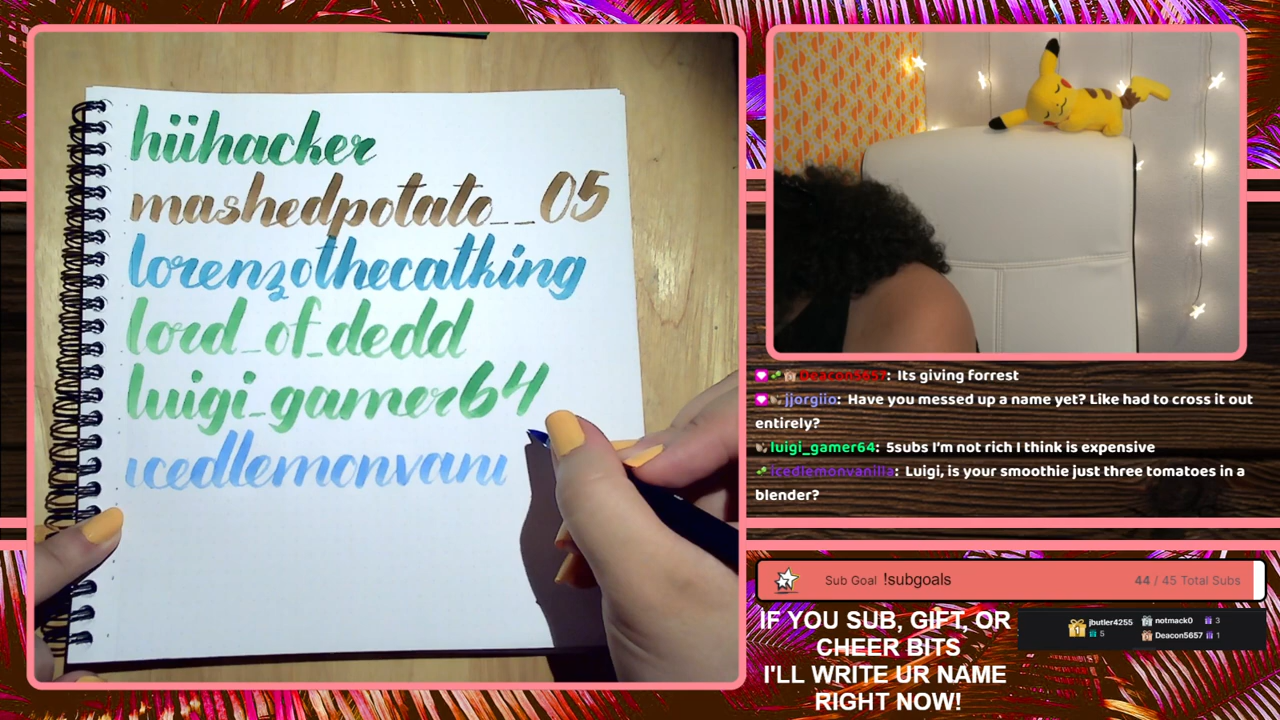 hiihacker
mashedpotato__05
lorenzothecatking
lord_of_dedd
luigi_gamer64
icedlemonvani
Deacon5657: Its giving forrest
jjorgiio: Have you messed up a name yet? Like had to cross it out
entirely?
luigi_gamer64: 5subs I'm not rich I think is expensive
icedlemonvanilla: Luigi, is your smoothie just three tomatoes in a
blender?
Sub Goal !subgoals 44 / 45 Total Subs
IF YOU SUB, GIFT, OR
CHEER BITS
I'LL WRITE UR NAME
RIGHT NOW!
1 jbutler4255 5
notmack0 3
Deacon5657 1